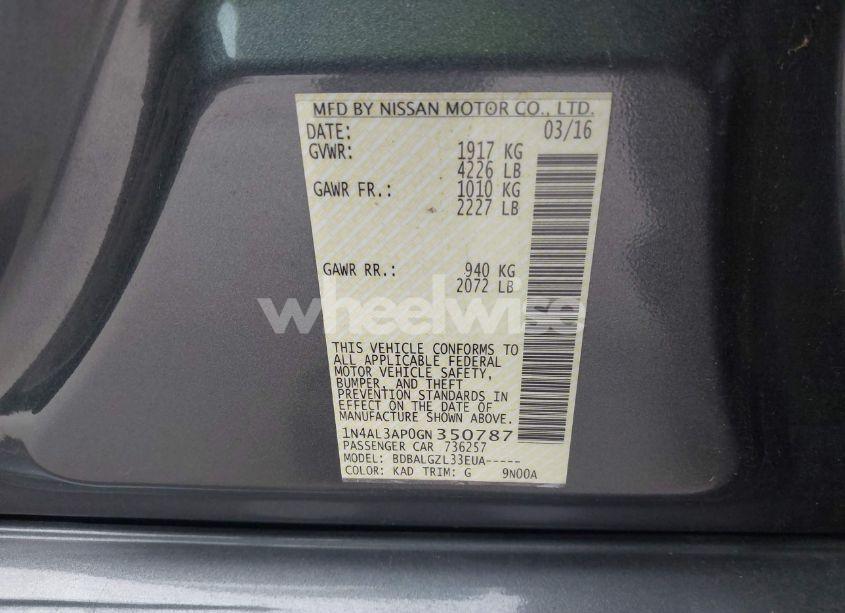 MFD BY NISSAN MOTOR CO., LTD.
DATE: 03/16
GVWR: 1917 KG
4226 LB
GAWR FR.: 1010 KG
2227 LB
GAWR RR.: 940 KG
2072 LB
wheelwise
THIS VEHICLE CONFORMS TO
ALL APPLICABLE FEDERAL
MOTOR VEHICLE SAFETY,
BUMPER, AND THEFT
PREVENTION STANDARDS IN
EFFECT ON THE DATE OF
MANUFACTURE SHOWN ABOVE.
1N4AL3AP0GN350787
PASSENGER CAR 736257
MODEL: BDBALGZL33EUA-----
COLOR: KAD TRIM: G 9N00A